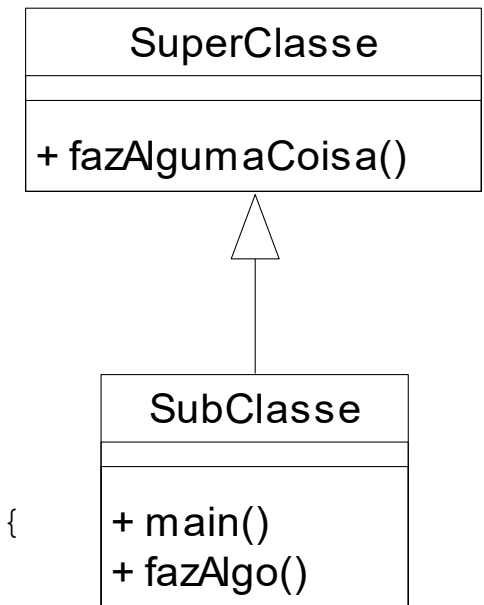 SuperClasse
+ fazAlgumaCoisa()
SubClasse
{ + main()
+ fazAlgo()